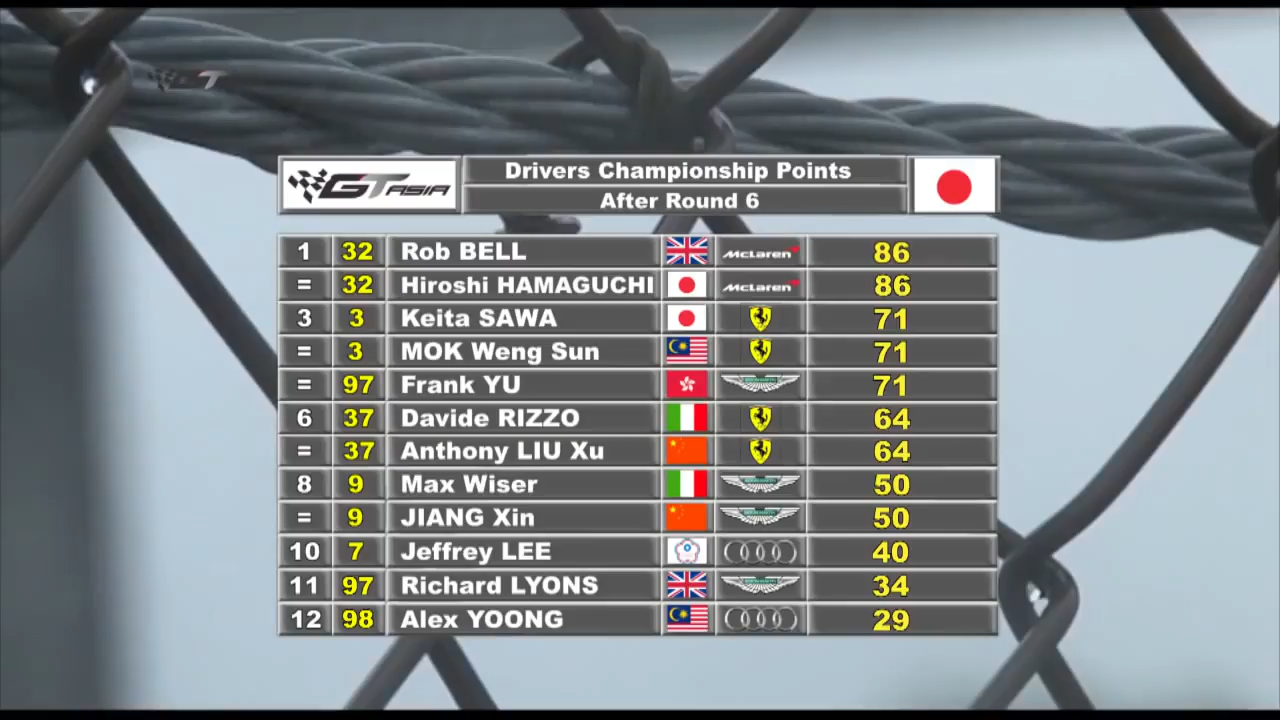 GT
GT ASIA
Drivers Championship Points
After Round 6
1 32 Rob BELL McLaren 86
= 32 Hiroshi HAMAGUCHI McLaren 86
3 3 Keita SAWA 71
= 3 MOK Weng Sun 71
= 97 Frank YU 71
6 37 Davide RIZZO 64
= 37 Anthony LIU Xu 64
8 9 Max Wiser 50
= 9 JIANG Xin 50
10 7 Jeffrey LEE 40
11 97 Richard LYONS 34
12 98 Alex YOONG 29